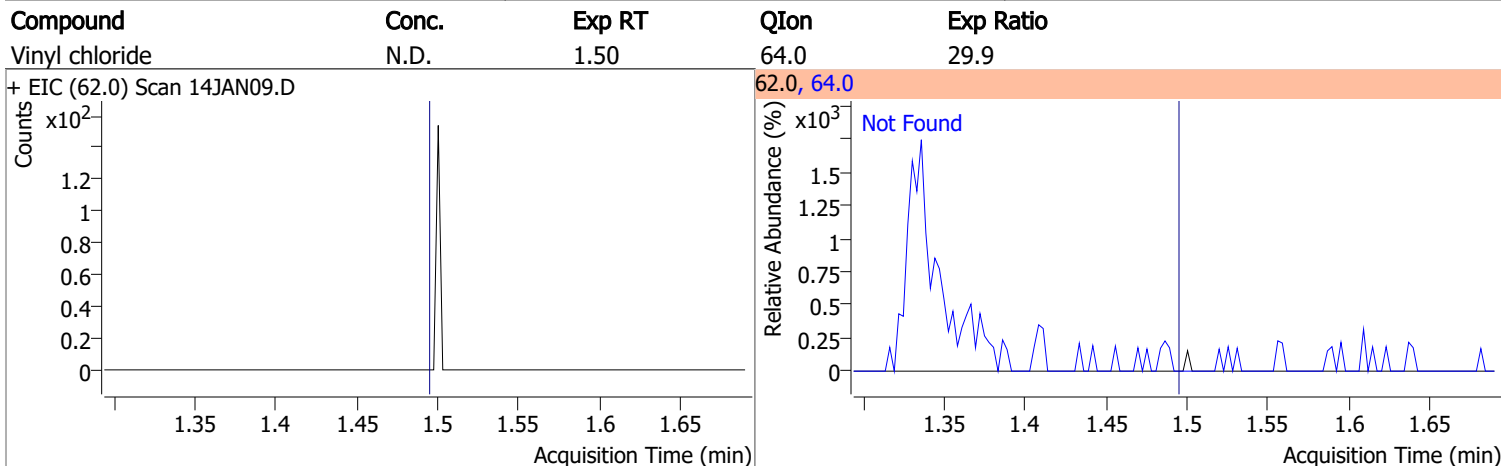 Compound Conc. Exp RT QIon Exp Ratio
Vinyl chloride N.D. 1.50 64.0 29.9
+ EIC (62.0) Scan 14JAN09.D
Counts
x10²
1.2
1
0.8
0.6
0.4
0.2
0
1.35 1.4 1.45 1.5 1.55 1.6 1.65
Acquisition Time (min)
62.0, 64.0
Relative Abundance (%)
x10³
Not Found
1.5
1.25
1
0.75
0.5
0.25
0
1.35 1.4 1.45 1.5 1.55 1.6 1.65
Acquisition Time (min)